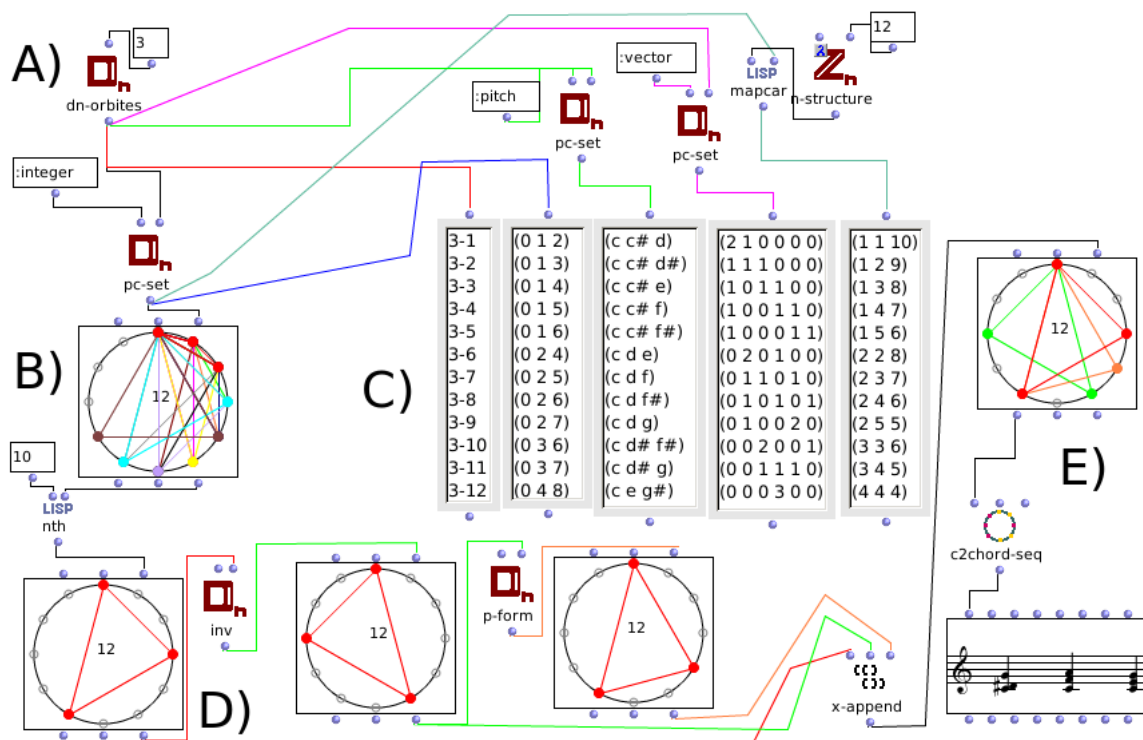 A)
3
dn-orbites
n
:integer
pc-set
n
:pitch
pc-set
n
:vector
pc-set
n
LISP
mapcar
2
n
n-structure
12
B)
12
10
LISP
nth
C)
3-1 (0 1 2) (c c# d) (2 1 0 0 0 0) (1 1 10)
3-2 (0 1 3) (c c# d#) (1 1 1 0 0 0) (1 2 9)
3-3 (0 1 4) (c c# e) (1 0 1 1 0 0) (1 3 8)
3-4 (0 1 5) (c c# f) (1 0 0 1 1 0) (1 4 7)
3-5 (0 1 6) (c c# f#) (1 0 0 0 1 1) (1 5 6)
3-6 (0 2 4) (c d e) (0 2 0 1 0 0) (2 2 8)
3-7 (0 2 5) (c d f) (0 1 1 0 1 0) (2 3 7)
3-8 (0 2 6) (c d f#) (0 1 0 1 0 1) (2 4 6)
3-9 (0 2 7) (c d g) (0 1 0 0 2 0) (2 5 5)
3-10 (0 3 6) (c d# f#) (0 0 2 0 0 1) (3 3 6)
3-11 (0 3 7) (c d# g) (0 0 1 1 1 0) (3 4 5)
3-12 (0 4 8) (c e g#) (0 0 0 3 0 0) (4 4 4)
12
E)
c2chord-seq
12
D)
n
inv
12
n
p-form
12
x-append